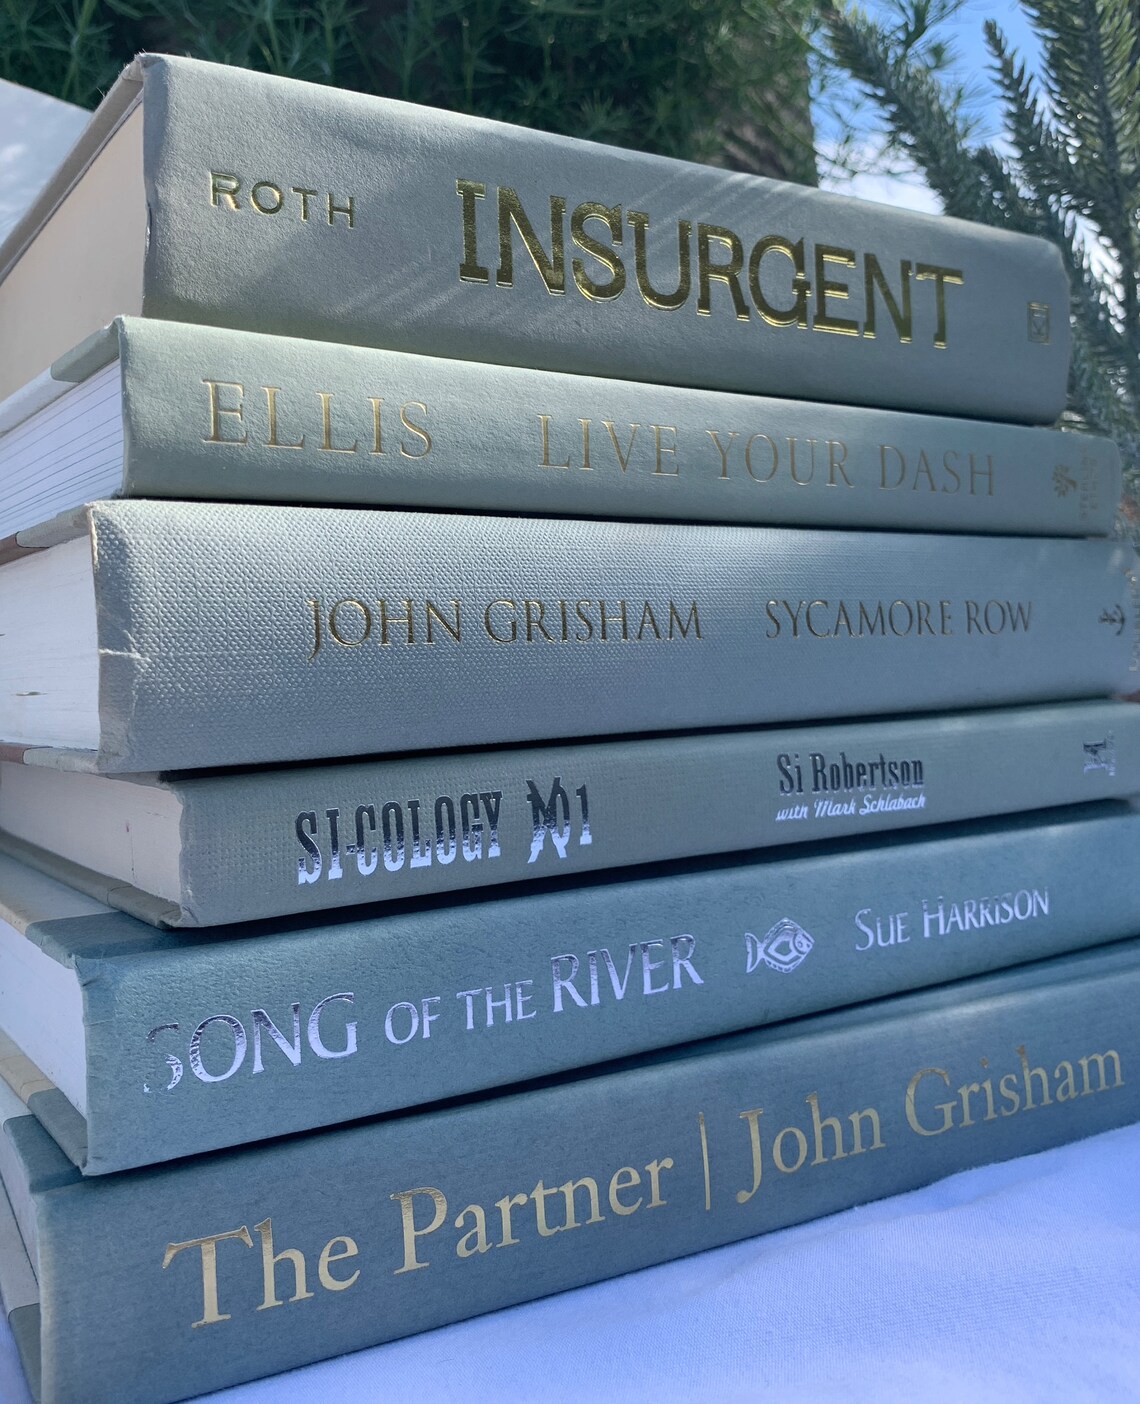 ROTH INSURGENT
ELLIS LIVE YOUR DASH
JOHN GRISHAM SYCAMORE ROW
SI-COLOGY 1 Si Robertson
with Mark Schlabach
SONG OF THE RIVER SUE HARRISON
The Partner | John Grisham